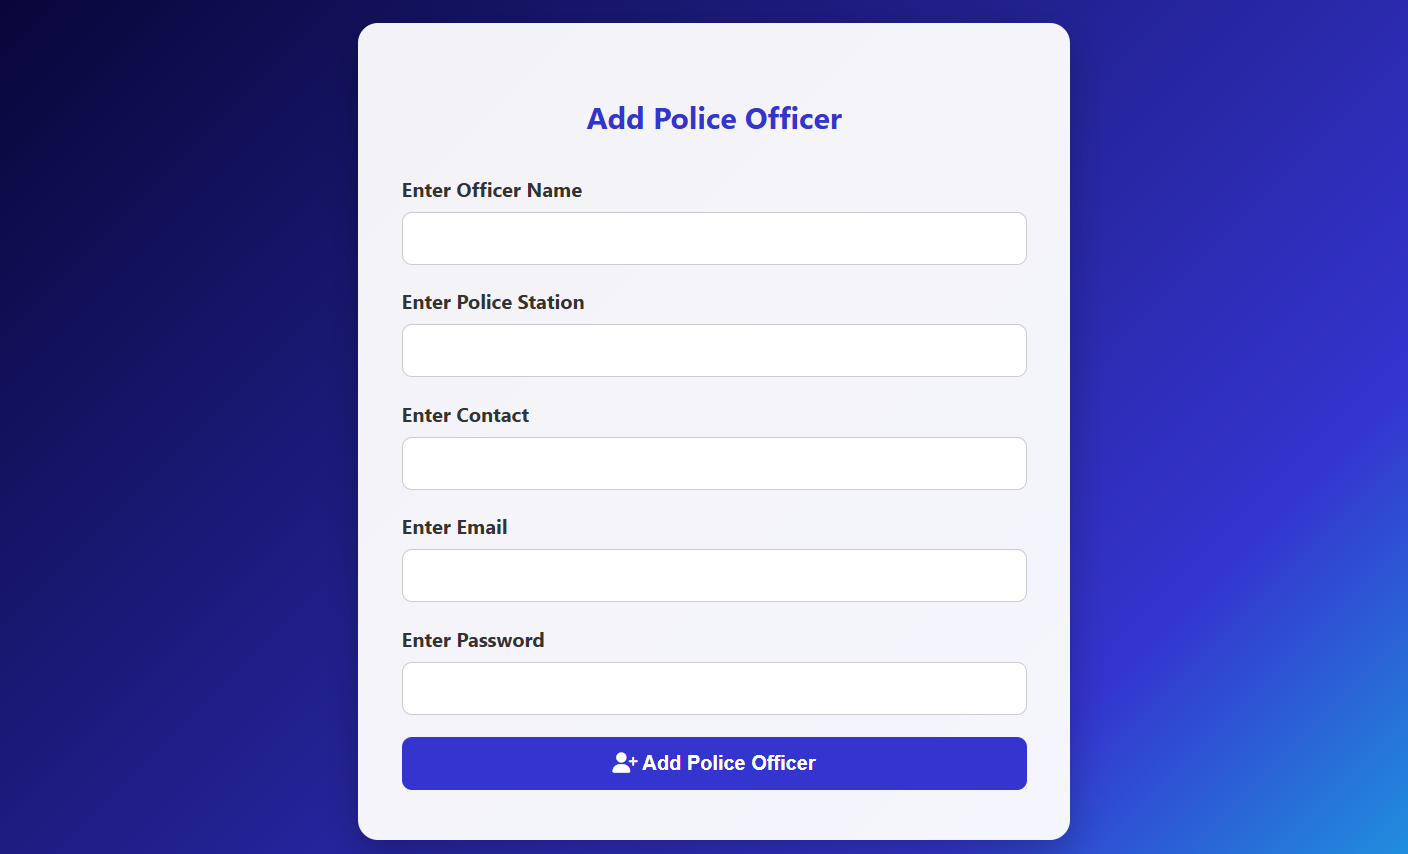 Add Police Officer
Enter Officer Name
Enter Police Station
Enter Contact
Enter Email
Enter Password
Add Police Officer